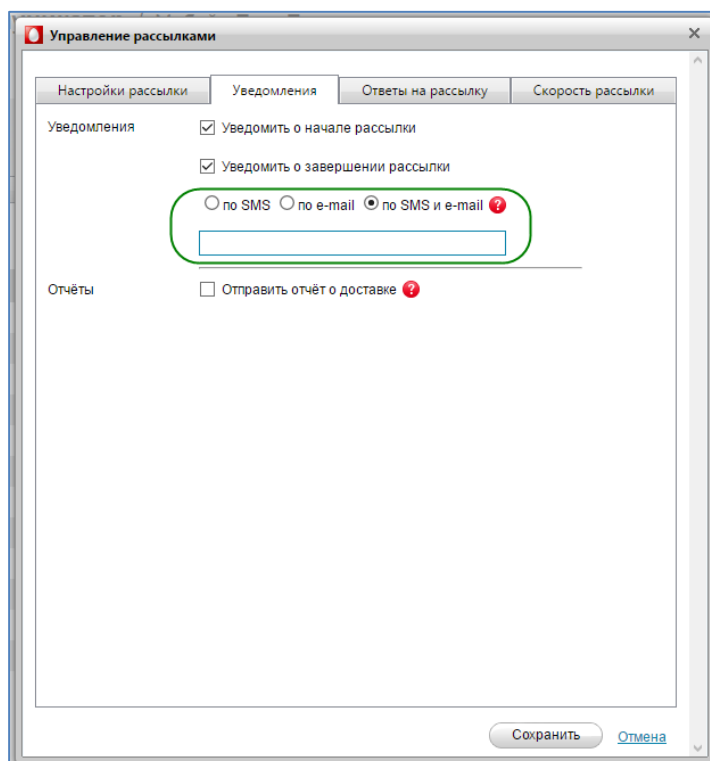 Управление рассылками
Настройки рассылки Уведомления Ответы на рассылку Скорость рассылки
Уведомления Уведомить о начале рассылки
Уведомить о завершении рассылки
по SMS по e-mail по SMS и e-mail ?
Отчёты Отправить отчёт о доставке ?
Сохранить Отмена